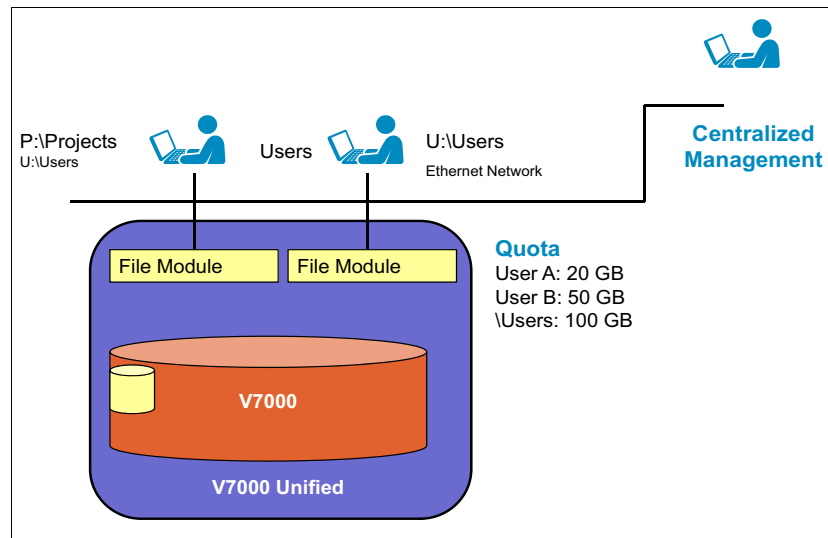 P:\Projects
U:\Users
Users
U:\Users
Ethernet Network
Centralized
Management
File Module
File Module
Quota
User A: 20 GB
User B: 50 GB
\Users: 100 GB
V7000
V7000 Unified